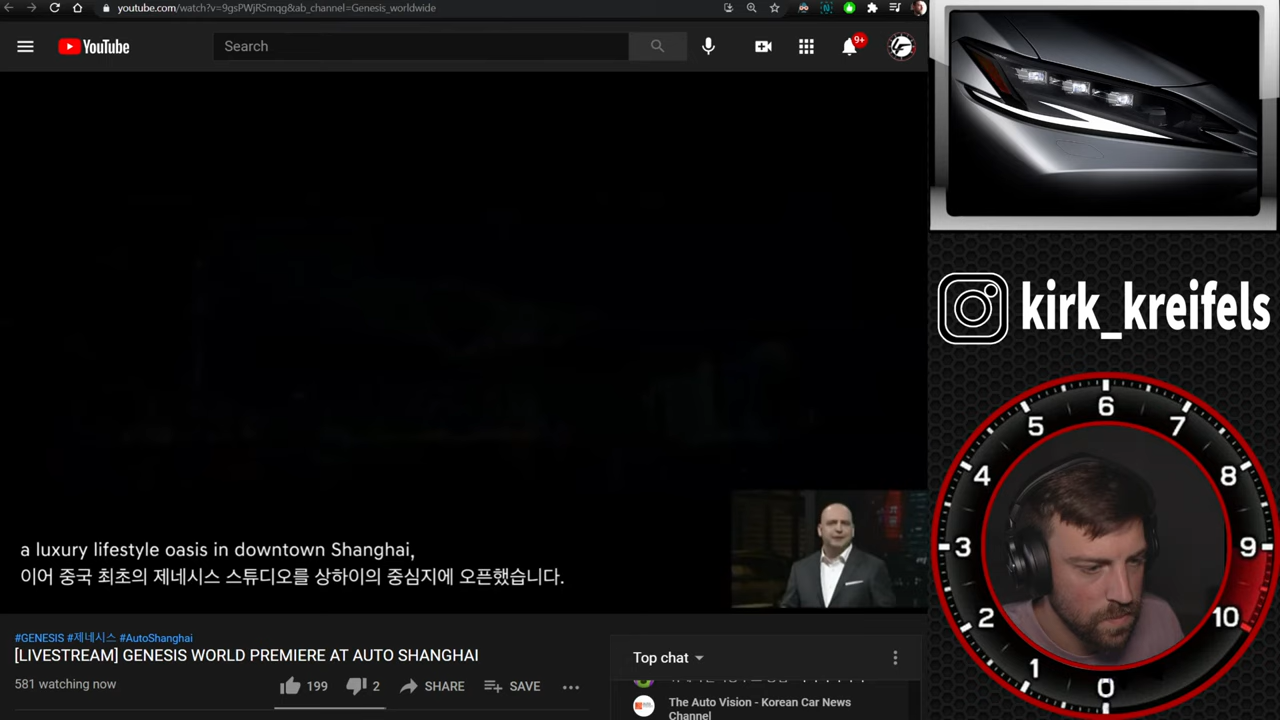 youtube.com/watch?v=9gsPWjRSmqg&ab_channel=Genesis_worldwide
YouTube
Search
9+
kirk_kreifels
a luxury lifestyle oasis in downtown Shanghai,
이어 중국 최초의 제네시스 스튜디오를 상하이의 중심지에 오픈했습니다.
#GENESIS #제네시스 #AutoShanghai
[LIVESTREAM] GENESIS WORLD PREMIERE AT AUTO SHANGHAI
581 watching now
199
2
SHARE
SAVE
Top chat
The Auto Vision - Korean Car News
Channel
0
1
2
3
4
5
6
7
8
9
10